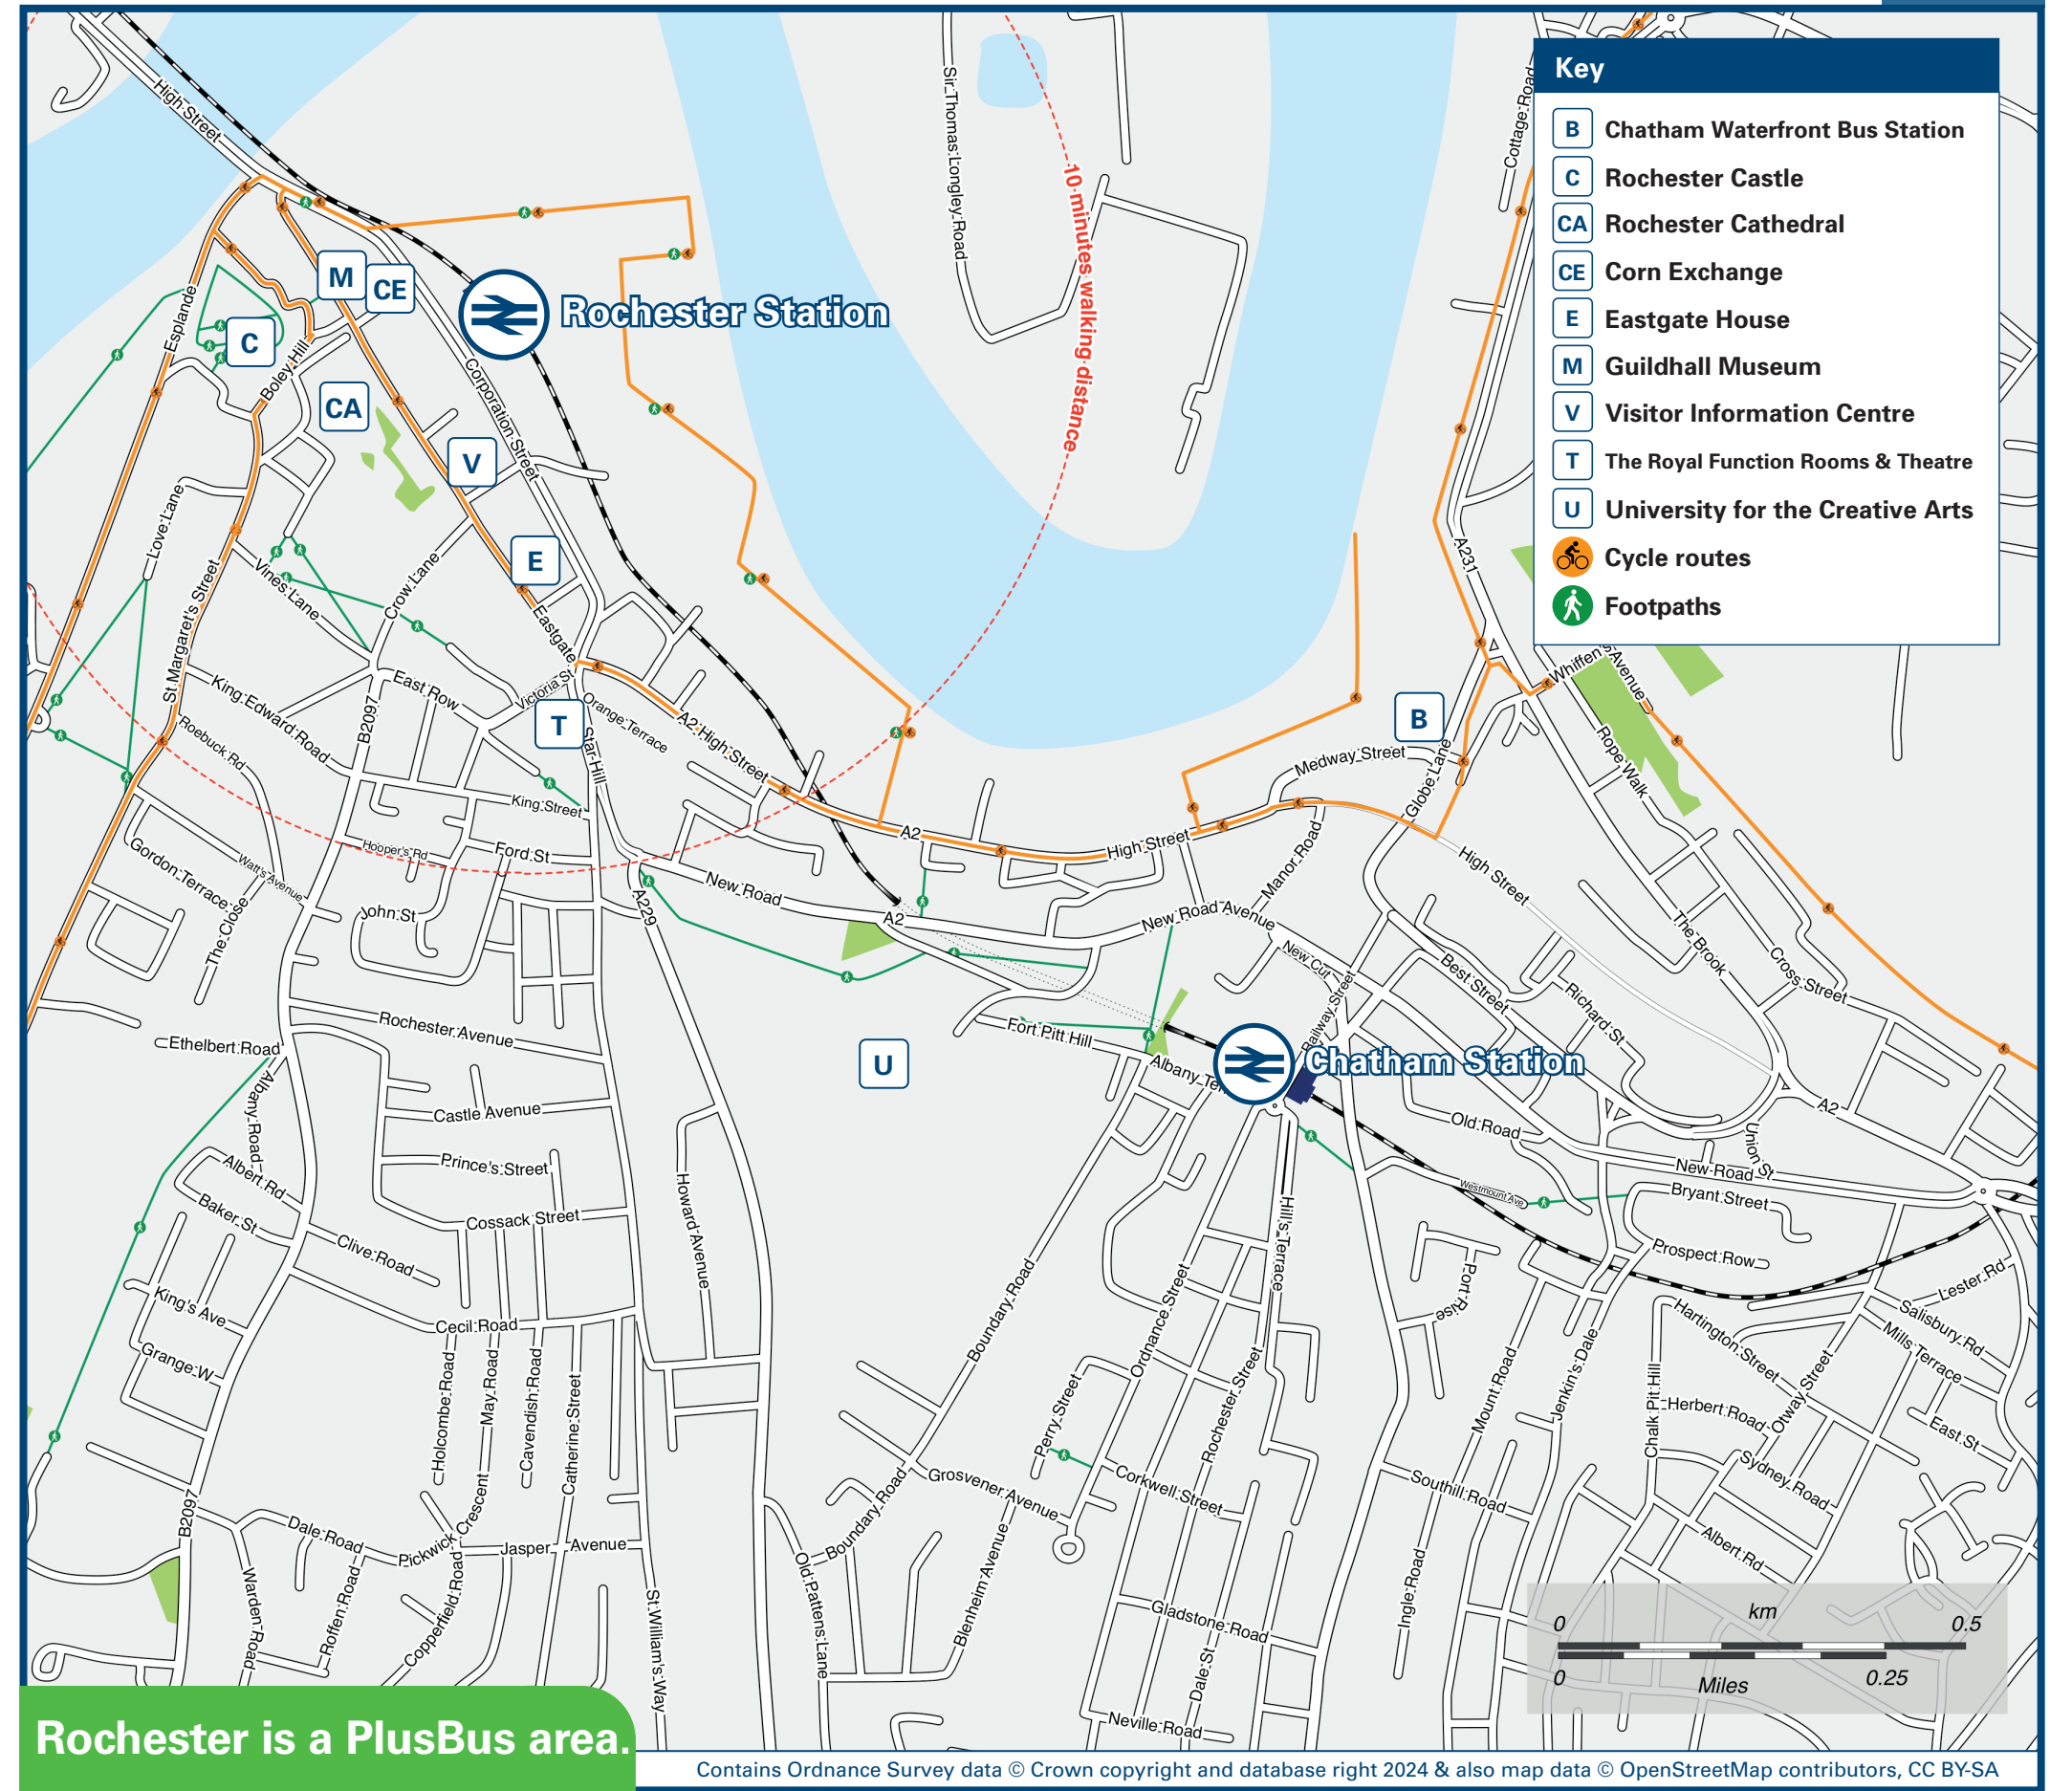 Key
B Chatham Waterfront Bus Station
C Rochester Castle
CA Rochester Cathedral
CE Corn Exchange
E Eastgate House
M Guildhall Museum
V Visitor Information Centre
T The Royal Function Rooms & Theatre
U University for the Creative Arts
Cycle routes
Footpaths
High Street
Sir Thomas Longley Road
10 minutes walking distance
Cottage Road
M
CE
Rochester Station
Esplande
C
Boley Hill
CA
Corporation Street
V
Love Lane
E
A231
Vines Lane
Crow Lane
St Margaret's Street
Eastgate
Whiffen's Avenue
King Edward Road
East Row
Victoria St
Orange Terrace
B
T
B2097
Roebuck Rd
A2 High Street
Star Hill
Medway Street
Globe Lane
Rope Walk
King Street
A2
High Street
Hooper's Rd
Ford St
Manor Road
High Street
Gordon Terrace
Watt's Avenue
The Close
John St
New Road
A229
A2
New Road Avenue
New Cut
Railway Street
Best Street
The Brook
Cross Street
Richard St
Rochester Avenue
Ethelbert Road
Fort Pitt Hill
U
Albany Ter
Chatham Station
Albany Road
Castle Avenue
Old Road
A2
Union St
Prince's Street
Albert Rd
Howard Avenue
New Road
Westmount Ave
Bryant Street
Baker St
Cossack Street
Hill's Terrace
Clive Road
Prospect Row
King's Ave
Cecil Road
Boundary Road
Ordnance Street
Port Rise
Lester Rd
Salisbury Rd
Hartington Street
Mills Terrace
Grange W
Holcombe Road
May Road
Cavendish Road
Catherine Street
Perry Street
Rochester Street
Mount Road
Jenkin's Dale
Chalk Pit Hill
Herbert Road
Otway Street
East St
Grosvener Avenue
Corkwell Street
Southill Road
Sydney Road
B2097
Dale Road
Pickwick Crescent
Jasper Avenue
Boundary Road
Albert Rd
Warden Road
Roffen Road
Copperfield Road
St William's Way
Old Pattens Lane
Blenheim Avenue
Gladstone Road
Ingle Road
Dale St
Neville Road
0 km 0.5
0 Miles 0.25
Rochester is a PlusBus area.
Contains Ordnance Survey data © Crown copyright and database right 2024 & also map data © OpenStreetMap contributors, CC BY-SA